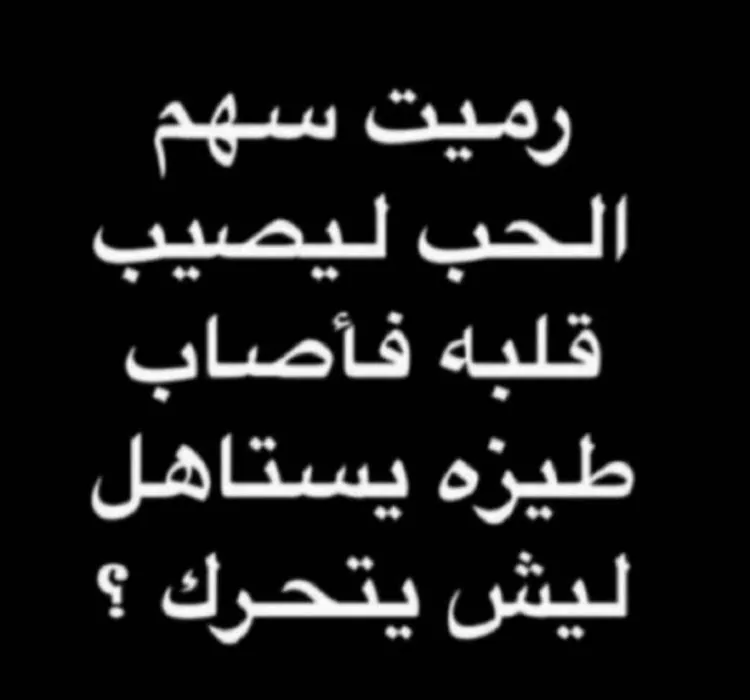 رميت سهم
الحب ليصيب
قلبه فأصاب
طيزه يستاهل
ليش يتحرك ؟